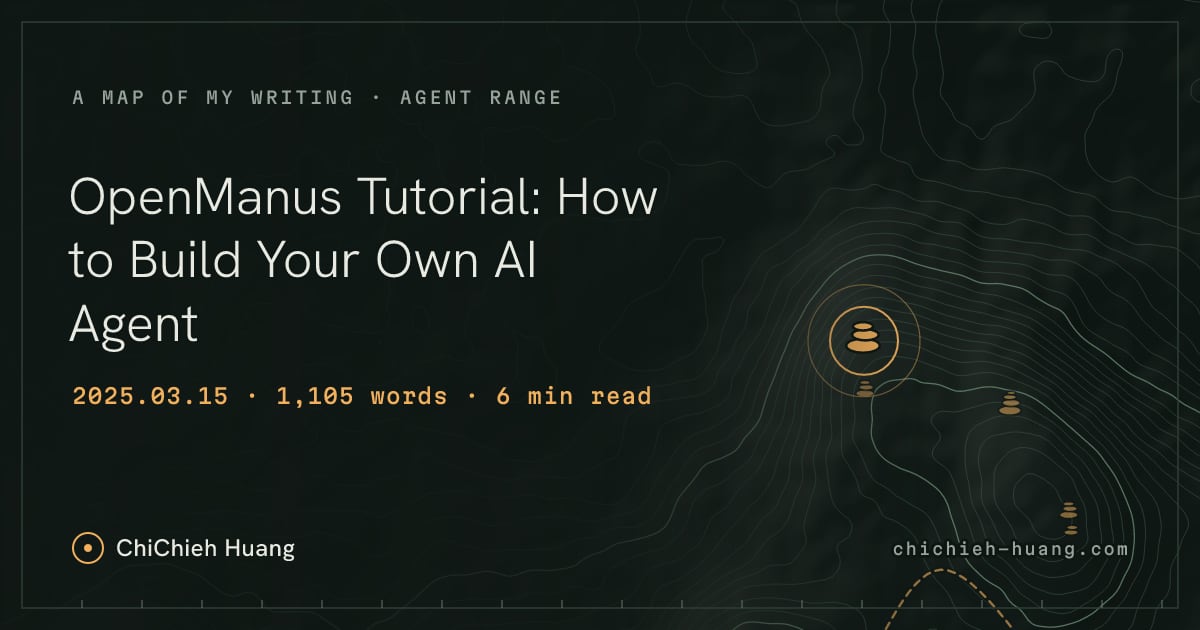 A MAP OF MY WRITING · AGENT RANGE
OpenManus Tutorial: How
to Build Your Own AI
Agent
2025.03.15 · 1,105 words · 6 min read
ChiChieh Huang
chichieh-huang.com